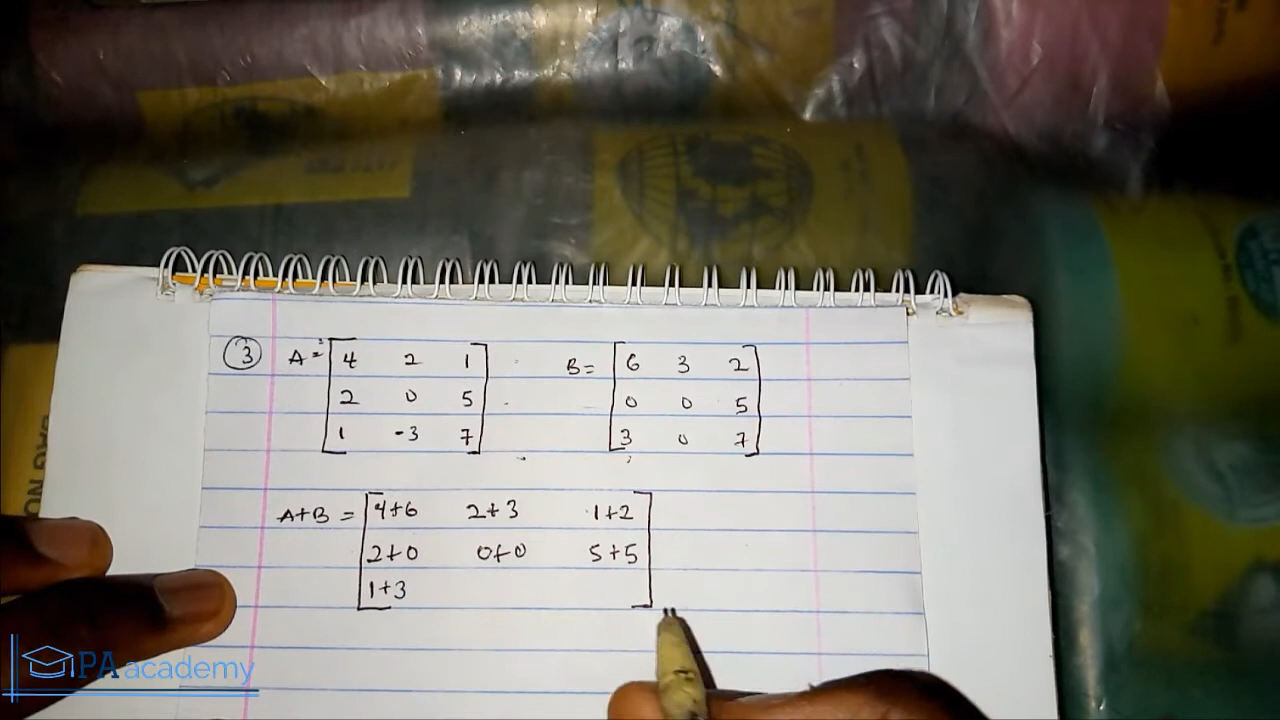 3 A= 4 2 1 B= 6 3 2
2 0 5 0 0 5
1 -3 7 3 0 7
A+B = 4+6 2+3 1+2
2+0 0+0 5+5
1+3
PA academy